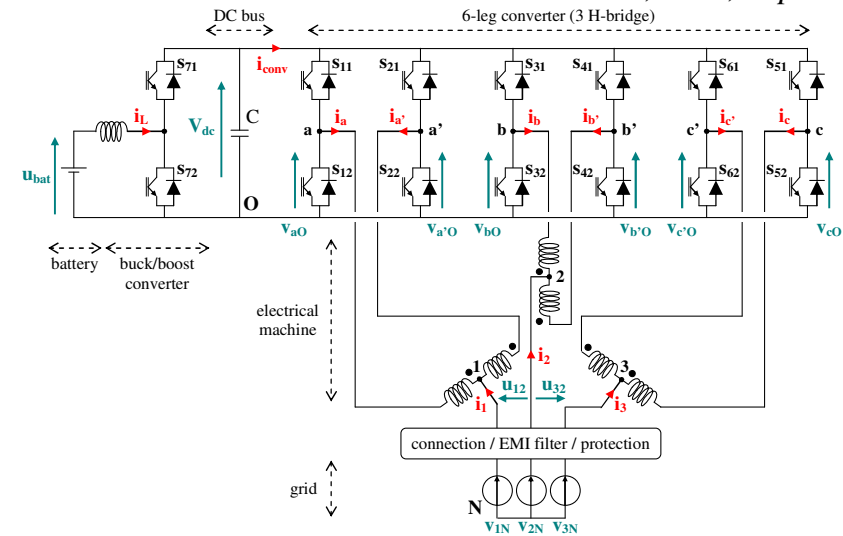 DC bus
6-leg converter (3 H-bridge)
s71
iconv
s11
s21
s31
s41
s61
s51
iL
Vdc
C
a
ia
ia'
a'
b
ib
ib'
b'
c'
ic'
ic
c
ubat
s72
O
s12
s22
s32
s42
s62
s52
vaO
va'O
vbO
vb'O
vc'O
vcO
battery
buck/boost
converter
electrical
machine
2
1
3
i2
u12
u32
i1
i3
connection / EMI filter / protection
grid
N
v1N
v2N
v3N